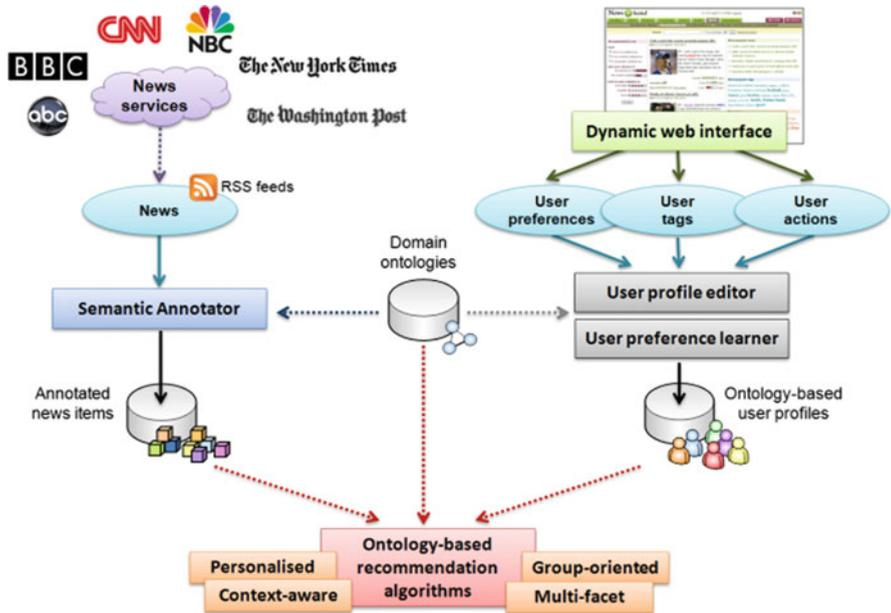 CNN
NBC
BBC
abc
News
services
The New York Times
The Washington Post
RSS feeds
News
Semantic Annotator
Annotated
news items
Domain
ontologies
Dynamic web interface
User
preferences
User
tags
User
actions
User profile editor
User preference learner
Ontology-based
user profiles
Ontology-based
recommendation
algorithms
Personalised
Context-aware
Group-oriented
Multi-facet